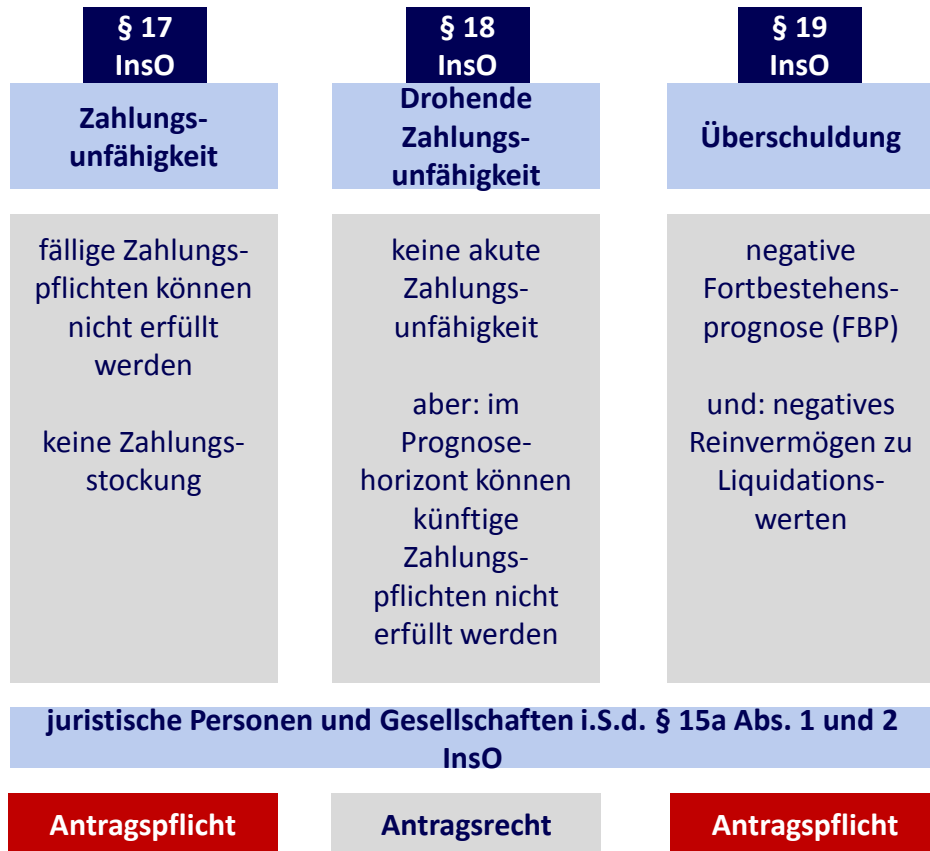 § 17
InsO
Zahlungs-
unfähigkeit
fällige Zahlungs-
pflichten können
nicht erfüllt
werden
keine Zahlungs-
stockung
§ 18
InsO
Drohende
Zahlungs-
unfähigkeit
keine akute
Zahlungs-
unfähigkeit
aber: im
Prognose-
horizont können
künftige
Zahlungs-
pflichten nicht
erfüllt werden
§ 19
InsO
Überschuldung
negative
Fortbestehens-
prognose (FBP)
und: negatives
Reinvermögen zu
Liquidations-
werten
juristische Personen und Gesellschaften i.S.d. § 15a Abs. 1 und 2
InsO
Antragspflicht
Antragsrecht
Antragspflicht